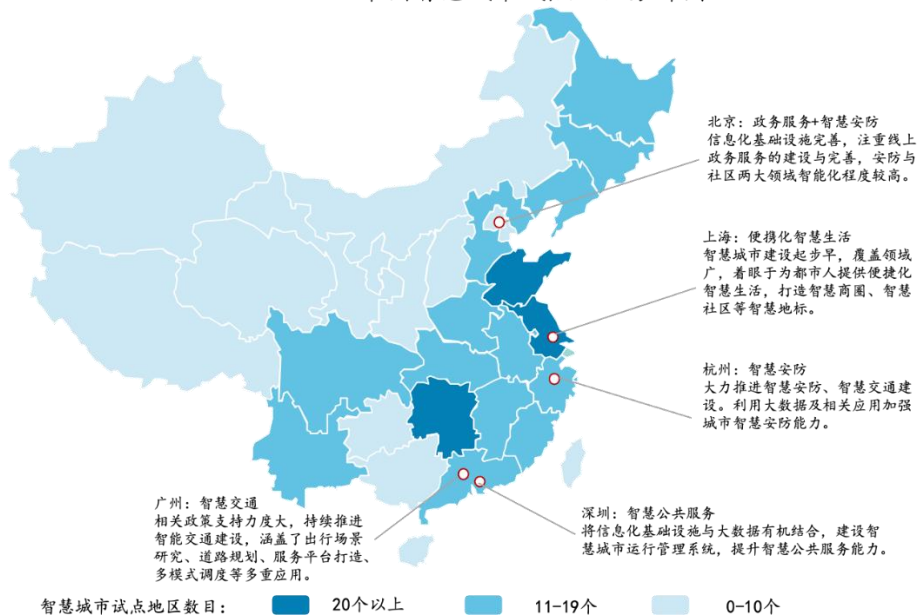 北京：政务服务+智慧安防
信息化基础设施完善，注重线上
政务服务的建设与完善，安防与
社区两大领域智能化程度较高。
上海：便携化智慧生活
智慧城市建设起步早，覆盖领域
广，着眼于为都市人提供便捷化
智慧生活，打造智慧商圈、智慧
社区等智慧地标。
杭州：智慧安防
大力推进智慧安防、智慧交通建
设。利用大数据及相关应用加强
城市智慧安防能力。
广州：智慧交通
相关政策支持力度大，持续推进
智能交通建设，涵盖了出行场景
研究、道路规划、服务平台打造、
多模式调度等多重应用。
深圳：智慧公共服务
将信息化基础设施与大数据有机结合，建设智
慧城市运行管理系统，提升智慧公共服务能力。
智慧城市试点地区数目： 20个以上 11-19个 0-10个